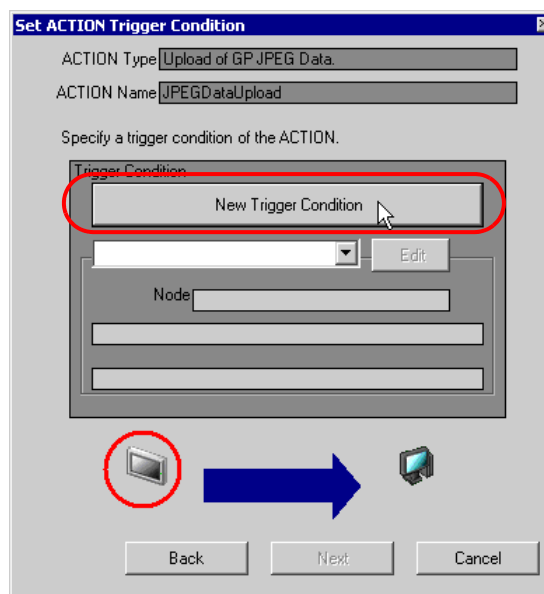 Set ACTION Trigger Condition
ACTION Type Upload of GP JPEG Data.
ACTION Name JPEGDataUpload
Specify a trigger condition of the ACTION.
Trigger Condition
New Trigger Condition
Edit
Node
Back Next Cancel